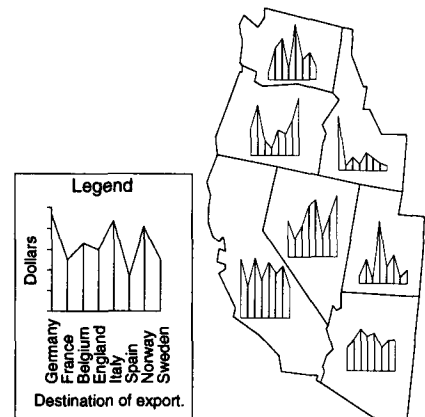 Legend
Dollars
Germany
France
Belgium
England
Italy
Spain
Norway
Sweden
Destination of export.